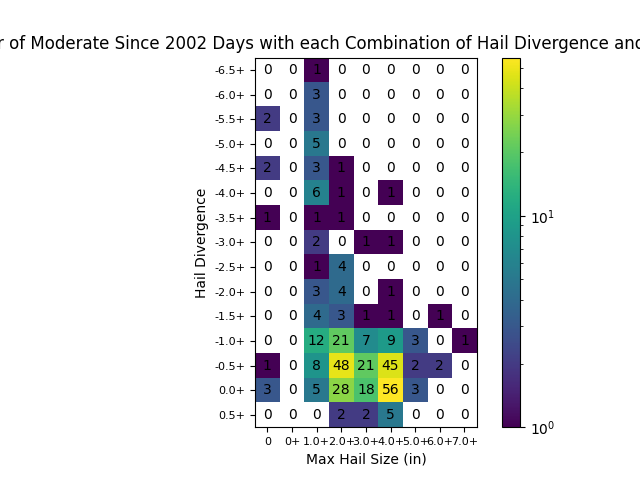 of Moderate Since 2002 Days with each Combination of Hail Divergence
-6.5+ 0 0 1 0 0 0 0 0 0
-6.0+ 0 0 3 0 0 0 0 0 0
-5.5+ 2 0 3 0 0 0 0 0 0
-5.0+ 0 0 5 0 0 0 0 0 0
-4.5+ 2 0 3 1 0 0 0 0 0
-4.0+ 0 0 6 1 0 1 0 0 0
-3.5+ 1 0 1 1 0 0 0 0 0
-3.0+ 0 0 2 0 1 1 0 0 0
-2.5+ 0 0 1 4 0 0 0 0 0
-2.0+ 0 0 3 4 0 1 0 0 0
-1.5+ 0 0 4 3 1 1 0 1 0
-1.0+ 0 0 12 21 7 9 3 0 1
-0.5+ 1 0 8 48 21 45 2 2 0
0.0+ 3 0 5 28 18 56 3 0 0
0.5+ 0 0 0 2 2 5 0 0 0
0 0+ 1.0+ 2.0+ 3.0+ 4.0+ 5.0+ 6.0+ 7.0+
Max Hail Size (in)
Hail Divergence
10¹
10⁰